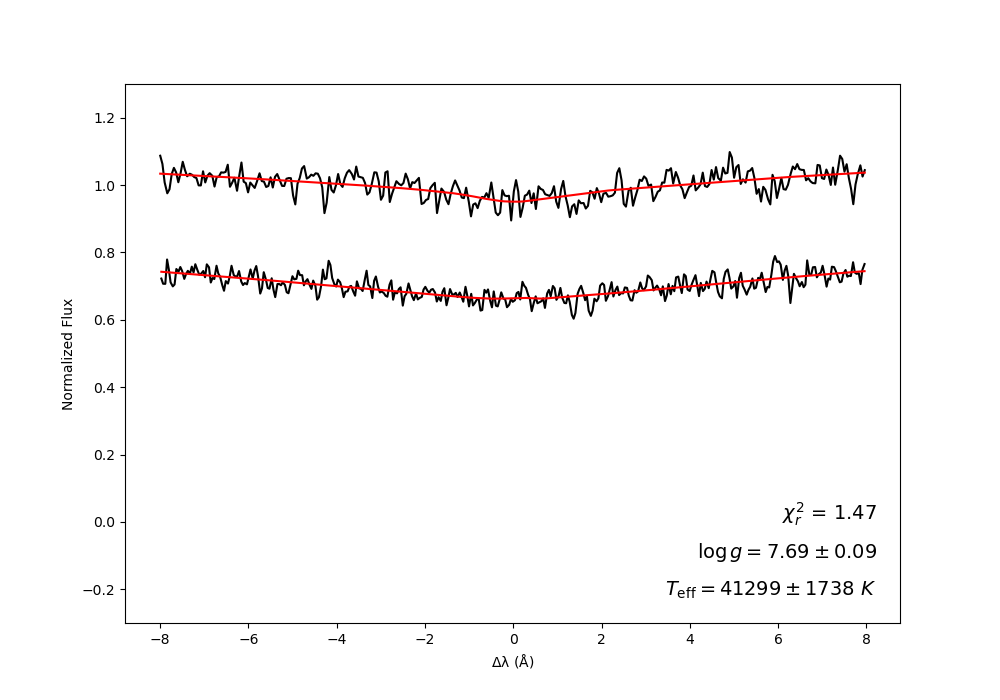 Normalized Flux
1.2
1.0
0.8
0.6
0.4
0.2
0.0
−0.2
χ²ᵣ = 1.47
log g = 7.69 ± 0.09
T_eff = 41299 ± 1738 K
−8 −6 −4 −2 0 2 4 6 8
Δλ (Å)